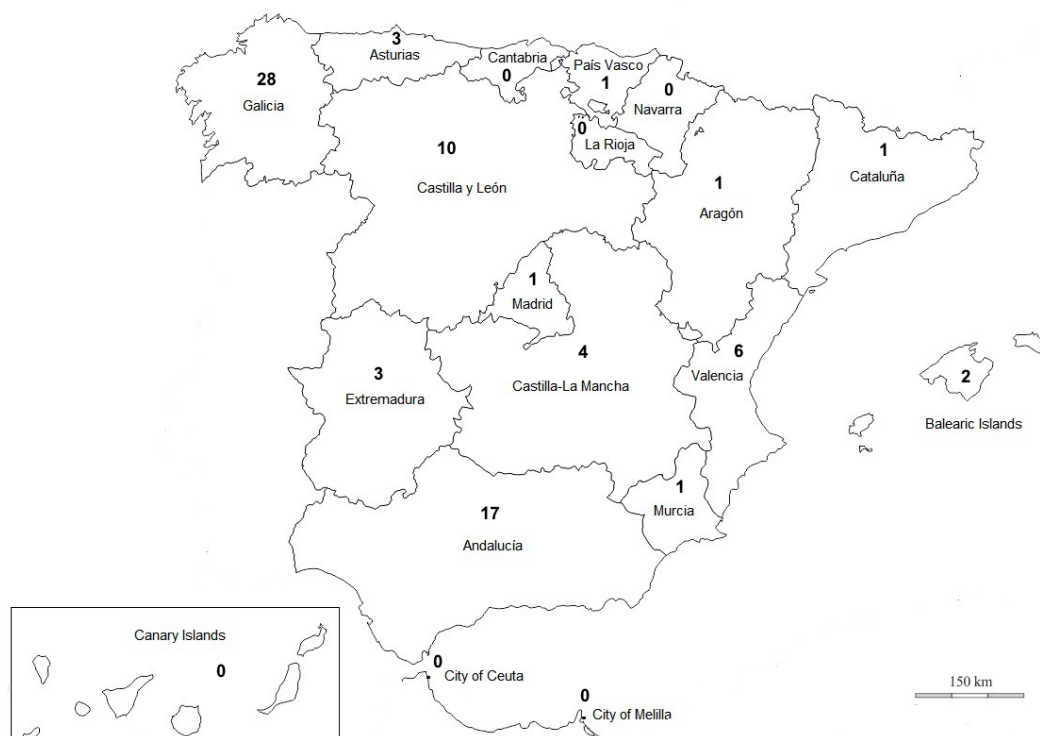 3
Asturias
Cantabria
0
País Vasco
1
0
Navarra
28
Galicia
0
La Rioja
10
Castilla y León
1
Cataluña
1
Aragón
1
Madrid
4
Castilla-La Mancha
6
Valencia
3
Extremadura
2
Balearic Islands
1
Murcia
17
Andalucía
Canary Islands
0
0
City of Ceuta
0
City of Melilla
150 km